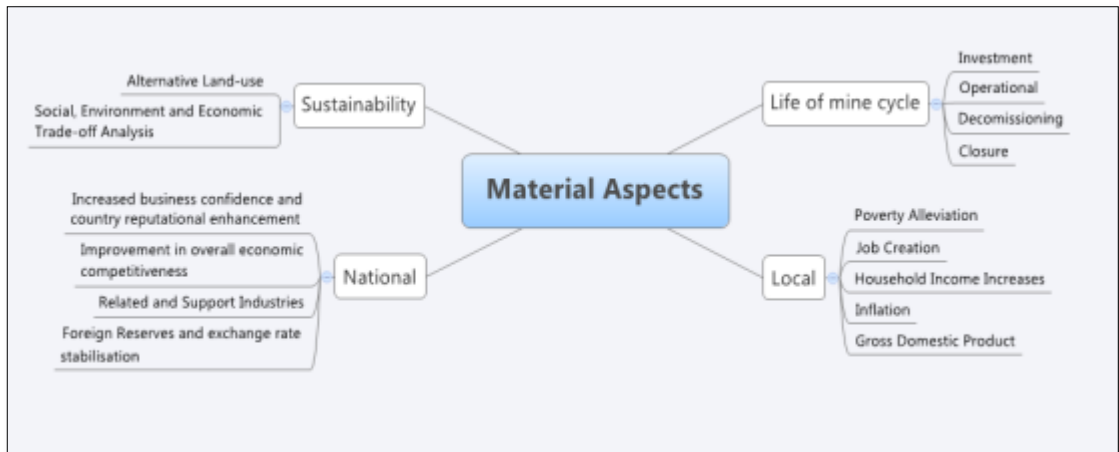 Material Aspects
Sustainability
Alternative Land-use
Social, Environment and Economic
Trade-off Analysis
National
Increased business confidence and
country reputational enhancement
Improvement in overall economic
competitiveness
Related and Support Industries
Foreign Reserves and exchange rate
stabilisation
Life of mine cycle
Investment
Operational
Decomissioning
Closure
Local
Poverty Alleviation
Job Creation
Household Income Increases
Inflation
Gross Domestic Product